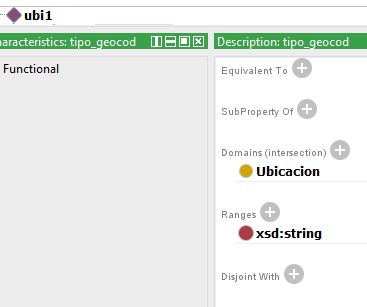 ubi1
aracteristics: tipo_geocod
Description: tipo_geocod
Functional
Equivalent To
SubProperty Of
Domains (intersection)
Ubicacion
Ranges
xsd:string
Disjoint With